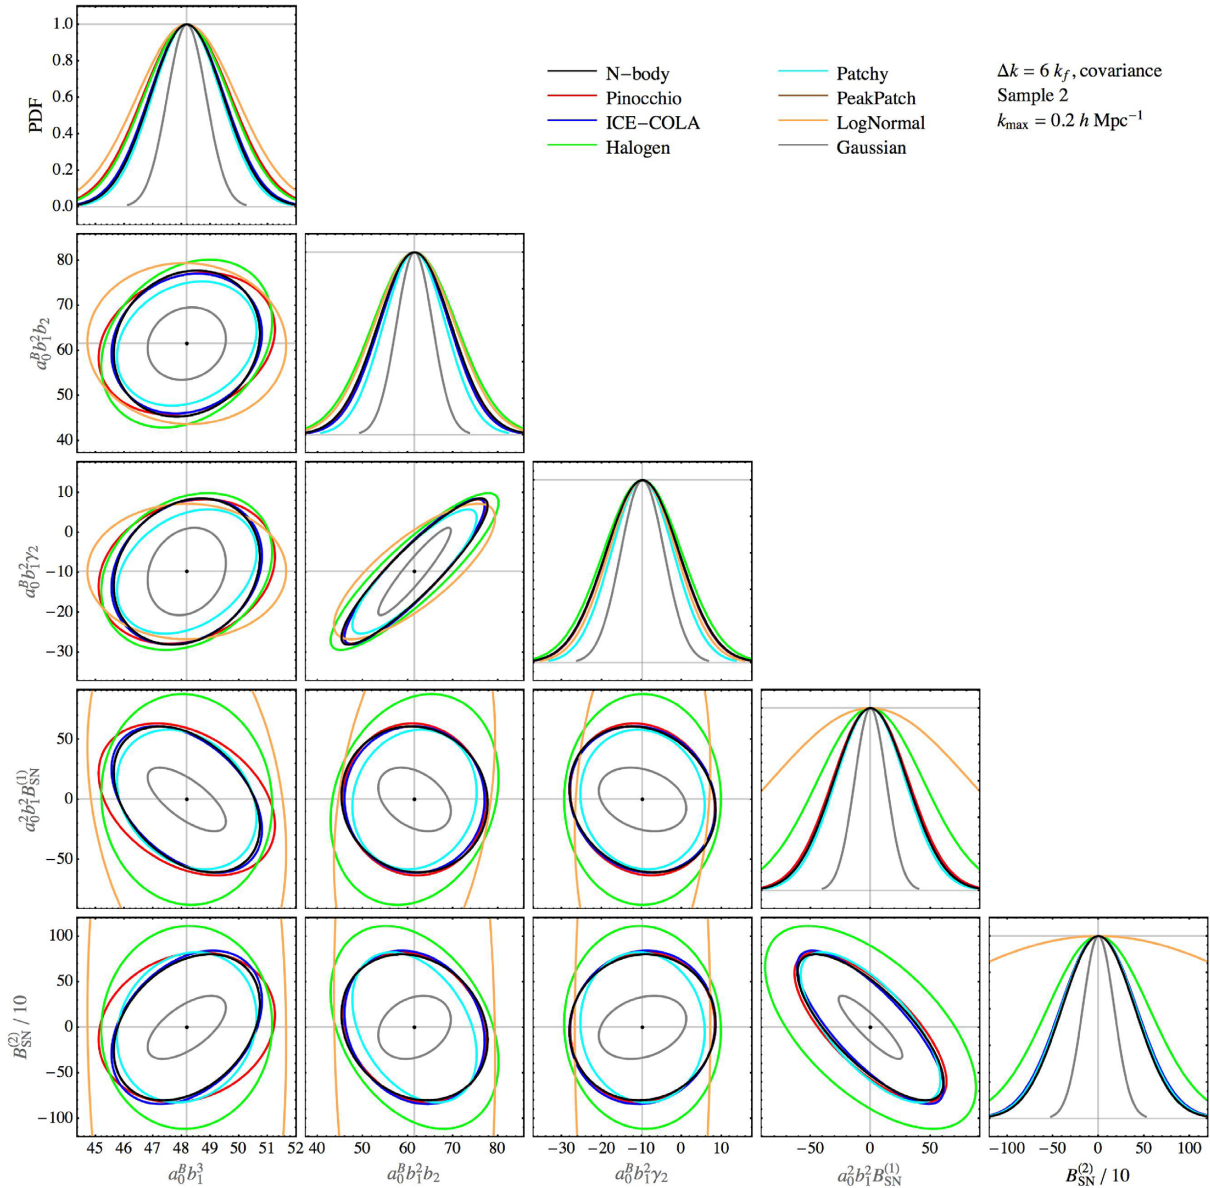 1.0
0.8
0.6
0.4
0.2
0.0
PDF
N−body
Pinocchio
ICE−COLA
Halogen
Patchy
PeakPatch
LogNormal
Gaussian
Δk = 6 k_f, covariance
Sample 2
k_max = 0.2 h Mpc⁻¹
80
70
60
50
40
a_0^B b_1^2 b_2
10
0
−10
−20
−30
a_0^B b_1^2 γ_2
50
0
−50
a_0^2 b_1^2 B_SN^(1)
100
50
0
−50
−100
B_SN^(2) / 10
45 46 47 48 49 50 51 52
40 50 60 70 80
−30 −20 −10 0 10
−50 0 50
−100 −50 0 50 100
a_0^B b_1^3
a_0^B b_1^2 b_2
a_0^B b_1^2 γ_2
a_0^2 b_1^2 B_SN^(1)
B_SN^(2) / 10